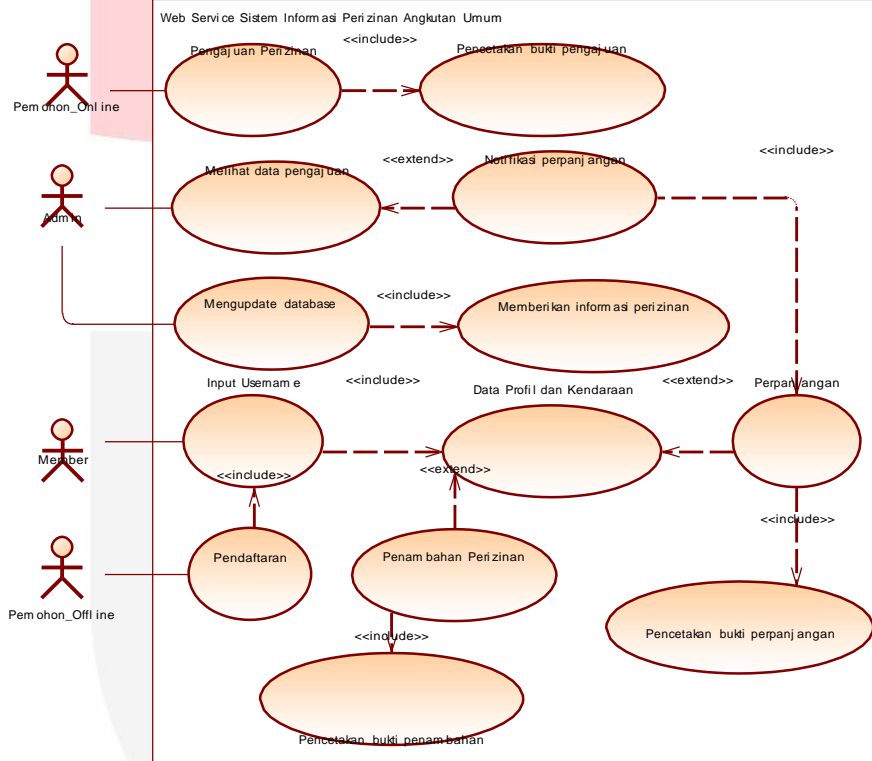 Web Service Sistem Informasi Perizinan Angkutan Umum
<<include>>
Pengajuan Perizinan
Pencetakan bukti pengajuan
Pemohon_Online
<<include>>
<<extend>>
Notifikasi perpanjangan
Melihat data pengajuan
Admin
<<include>>
Mengupdate database
Memberikan informasi perizinan
Input Username
<<include>>
Data Profil dan Kendaraan
<<extend>>
Perpanjangan
Member
<<include>>
<<extend>>
<<include>>
Pendaftaran
Penambahan Perizinan
Pemohon_Offline
<<include>>
Pencetakan bukti perpanjangan
Pencetakan bukti penambahan